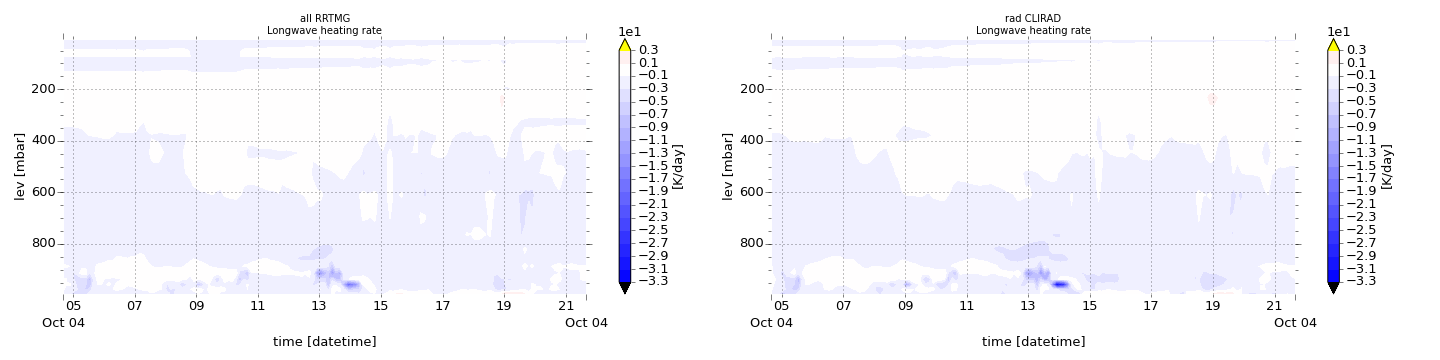 all RRTMG
Longwave heating rate
1e1
0.3
0.1
−0.1
−0.3
−0.5
−0.7
−0.9
−1.1
−1.3
−1.5
−1.7
−1.9
−2.1
−2.3
−2.5
−2.7
−2.9
−3.1
−3.3
[K/day]
200
400
600
800
lev [mbar]
05 07 09 11 13 15 17 19 21
Oct 04 Oct 04
time [datetime]
rad CLIRAD
Longwave heating rate
1e1
0.3
0.1
−0.1
−0.3
−0.5
−0.7
−0.9
−1.1
−1.3
−1.5
−1.7
−1.9
−2.1
−2.3
−2.5
−2.7
−2.9
−3.1
−3.3
[K/day]
200
400
600
800
lev [mbar]
05 07 09 11 13 15 17 19 21
Oct 04 Oct 04
time [datetime]